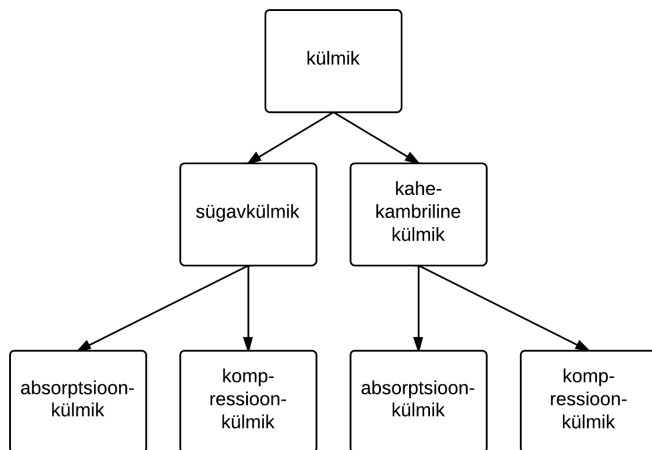 külmik
sügavkülmik
kahe-
kambriline
külmik
absorptsioon-
külmik
komp-
ressioon-
külmik
absorptsioon-
külmik
komp-
ressioon-
külmik